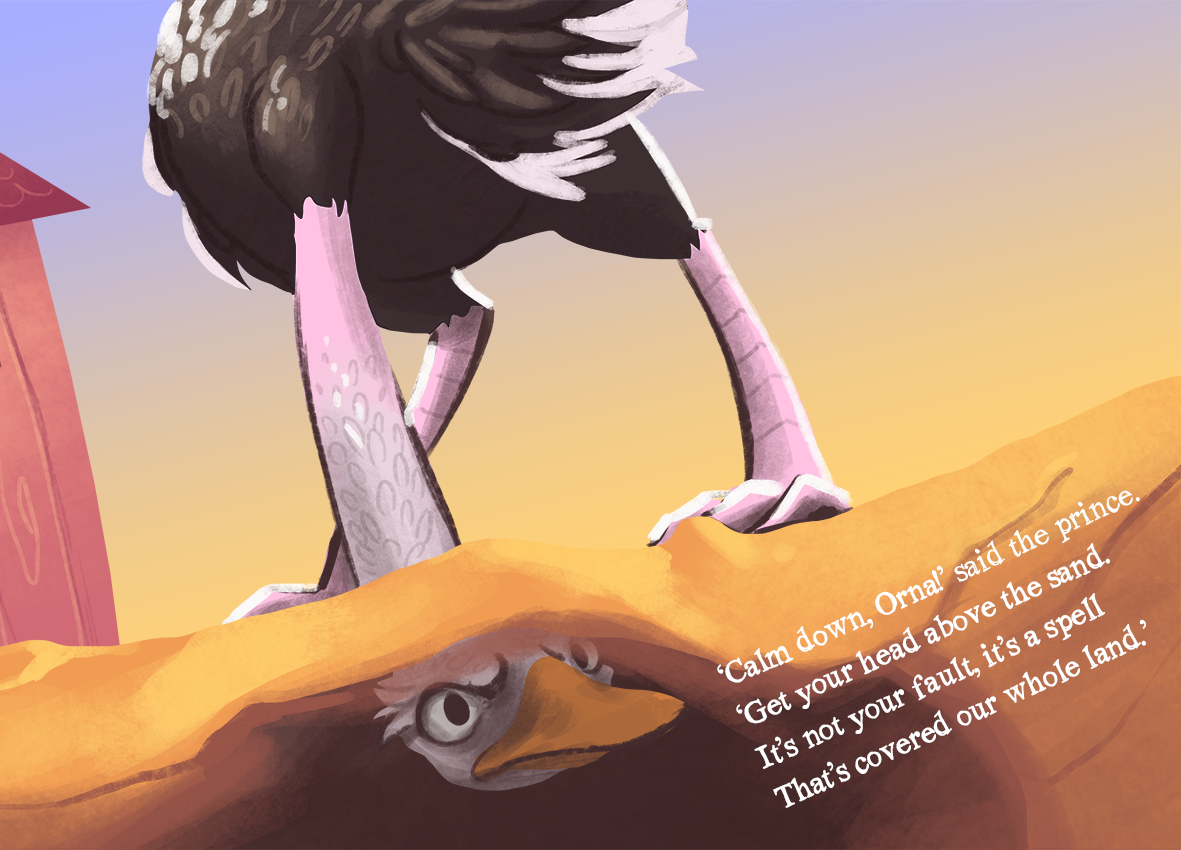 ‘Calm down, Orna!’ said the prince.
‘Get your head above the sand.
It’s not your fault, it’s a spell
That’s covered our whole land.’